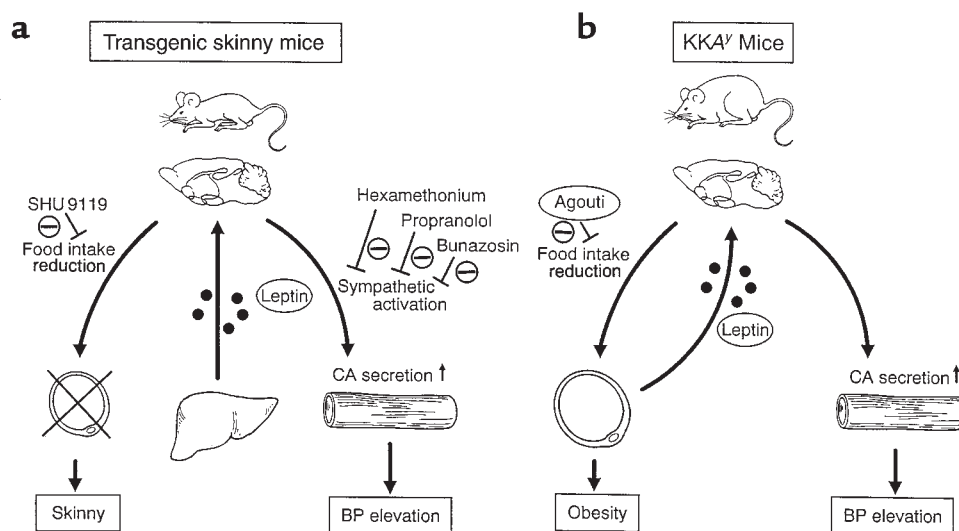 a
Transgenic skinny mice
SHU 9119
Food intake
reduction
Hexamethonium
Propranolol
Bunazosin
Sympathetic
activation
Leptin
CA secretion ↑
Skinny
BP elevation
b
KKAʸ Mice
Agouti
Food intake
reduction
Leptin
CA secretion ↑
Obesity
BP elevation